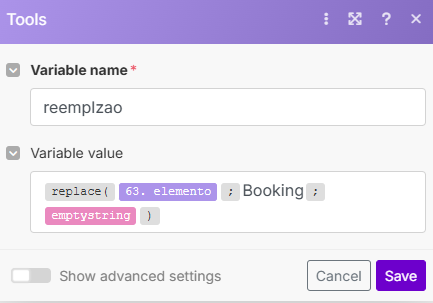 Tools
Variable name*
reemplzao
Variable value
replace( 63. elemento ; Booking ;
emptystring )
Show advanced settings
Cancel
Save